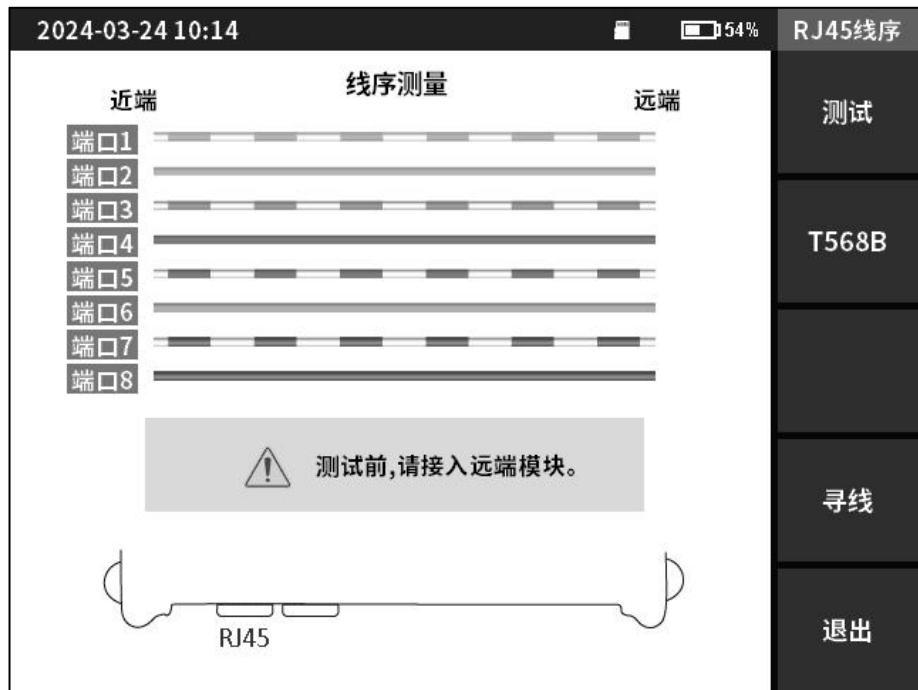 2024-03-24 10:14
54%
RJ45线序
线序测量
近端
远端
端口1
端口2
端口3
端口4
端口5
端口6
端口7
端口8
测试前,请接入远端模块。
RJ45
测试
T568B
寻线
退出